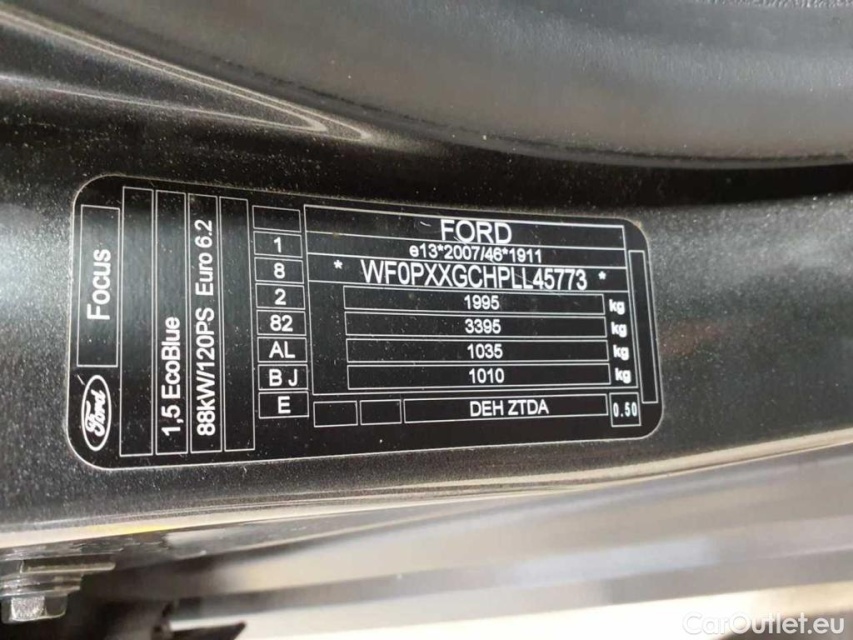 FORD
e13*2007/46*1911
* WF0PXXGCHPLL45773 *
1995 kg
3395 kg
1035 kg
1010 kg
DEH ZTDA 0.50
1
8
2
82
AL
B J
E
Focus
Ford
1,5 EcoBlue
88kW/120PS Euro 6.2
CarOutlet.eu